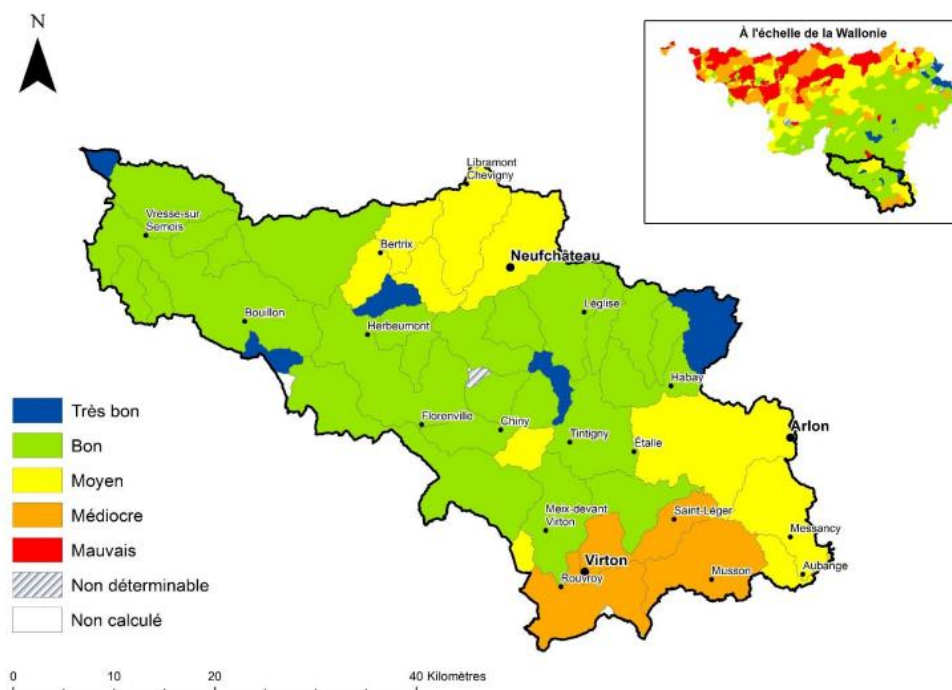 N
À l'échelle de la Wallonie
Libramont
Chevigny
Vresse-sur
Semois
Bertrix
Neufchâteau
Bouillon
Léglise
Herbeumont
Habay
Très bon
Florenville
Chiny
Arlon
Bon
Tintigny
Étalle
Moyen
Médiocre
Meix-devant
Virton
Saint-Léger
Messancy
Mauvais
Virton
Musson
Aubange
Non déterminable
Rouvroy
Non calculé
0 10 20 40 Kilomètres